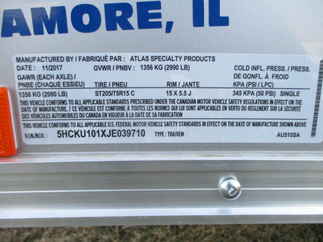 AMORE, IL
MANUFACTURED BY / FABRIQUÉ PAR : ATLAS SPECIALTY PRODUCTS
DATE : 11/2017 GVWR / PNBV : 1356 KG (2990 LB) COLD INFL. PRESS. / PRESS.
GAWR (EACH AXLE) / DE GONFL. À FROID
PNBE (CHAQUE ESSIEU) TIRE / PNEU RIM / JANTE KPA (PSI / LPC)
1356 KG (2990 LB) ST205/75R15 C 15 X 5.5 J 345 KPA (50 PSI) SINGLE
THIS VEHICLE CONFORMS TO ALL APPLICABLE STANDARDS PRESCRIBED UNDER THE CANADIAN MOTOR VEHICLE SAFETY REGULATIONS IN EFFECT ON THE
DATE OF MANUFACTURE / CE VÉHICULE EST CONFORME À TOUTES LES NORMES QUI LUI SONT APPLICABLES EN VERTU DU RÈGLEMENT SUR LA SÉCURITÉ
DES VÉHICULES AUTOMOBILES DU CANADA EN VIGUEUR À LA DATE DE SA FABRICATION
THIS VEHICLE CONFORMS TO ALL APPLICABLE U.S. FEDERAL MOTOR VEHICLE SAFETY STANDARDS IN EFFECT ON THE DATE OF MANUFACTURE SHOWN ABOVE.
V.I.N./N.I.V.: 5HCKU101XJE039710 TYPE: TRA/REM